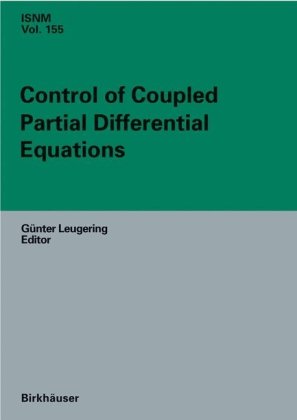 ISNM
Vol. 155
Control of Coupled
Partial Differential
Equations
Günter Leugering
Editor
Birkhäuser